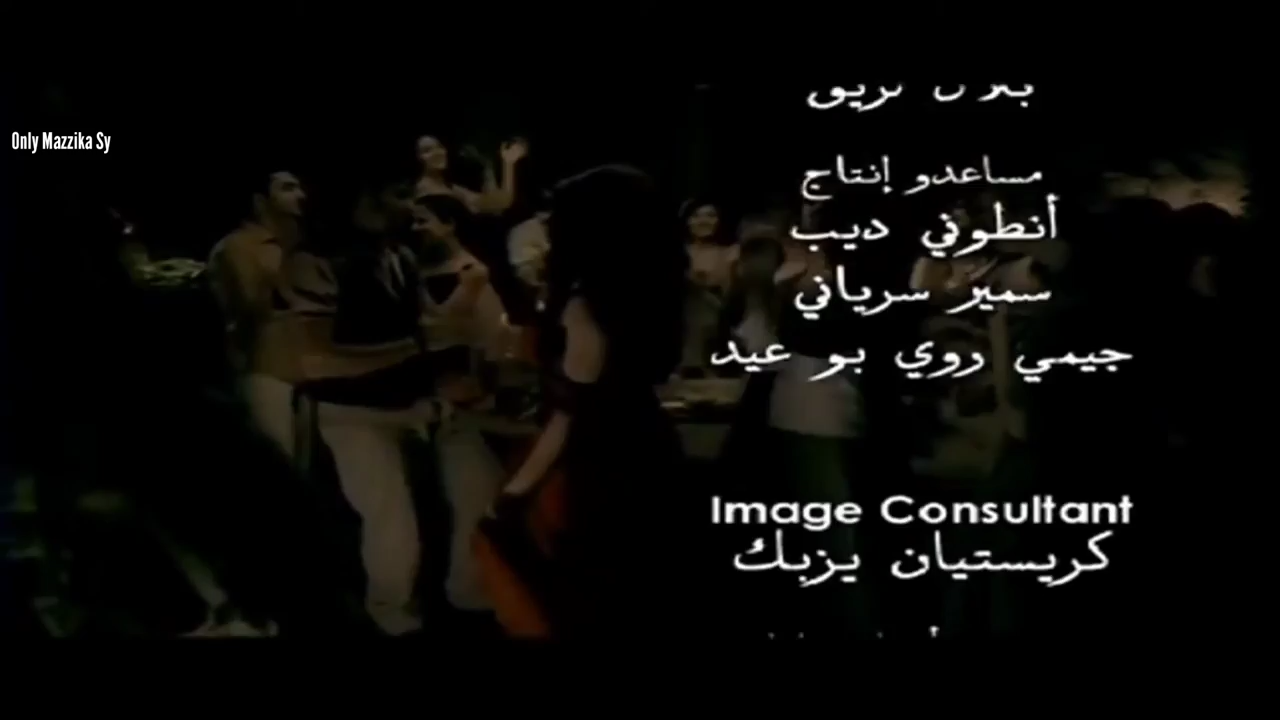 Only Mazzika Sy
مساعدو إنتاج
أنطوني ديب
سمير سرياني
جيمي روي بو عيد
Image Consultant
كريستيان يزبك